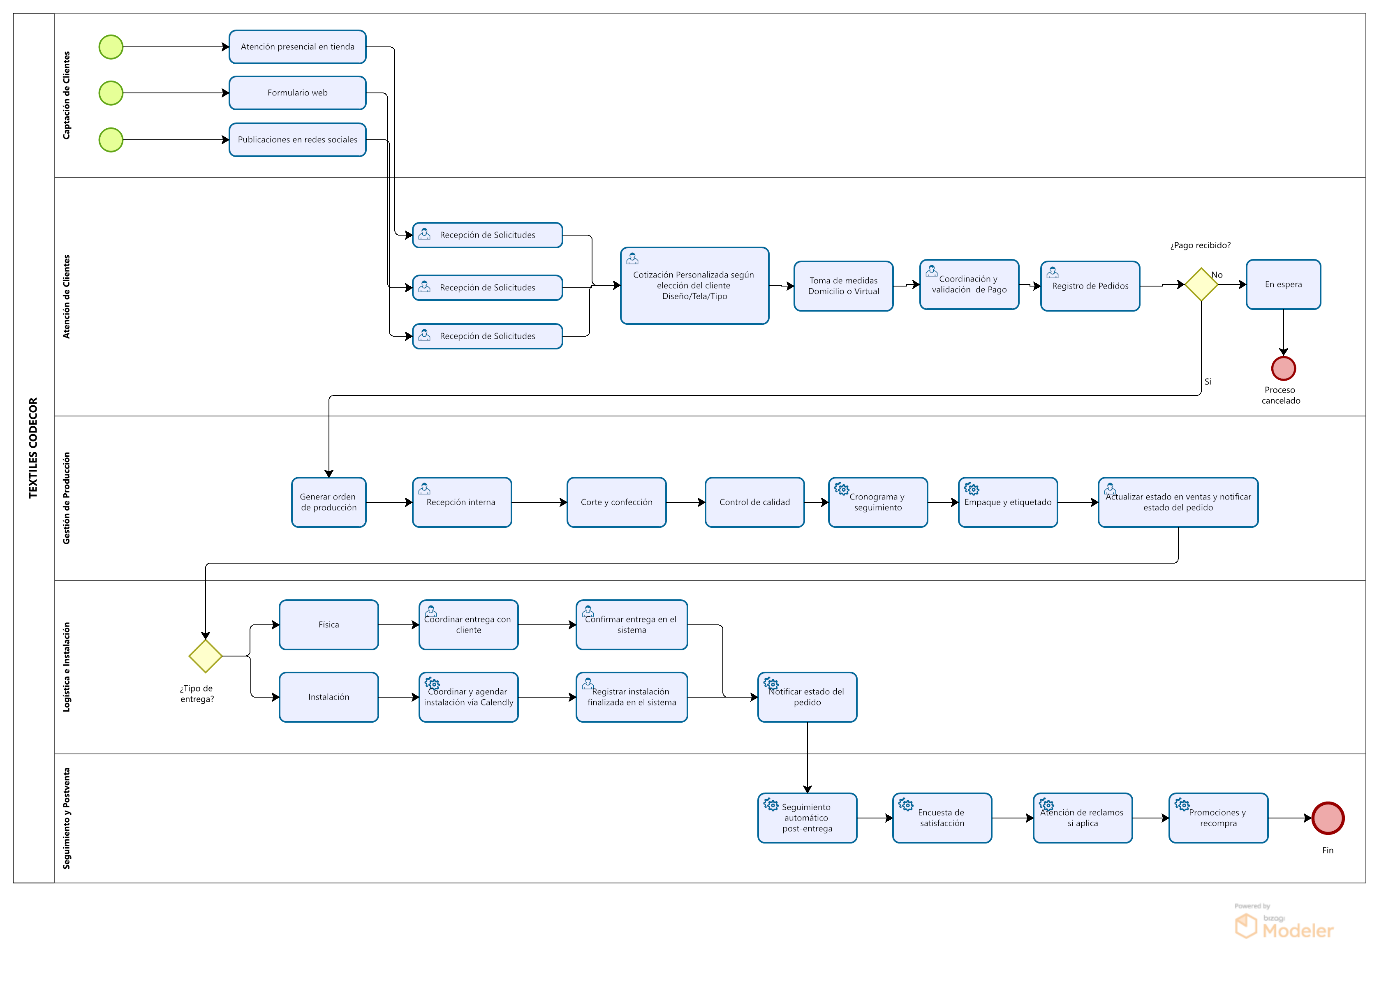 TEXTILES CODECOR
Captación de Clientes
Atención presencial en tienda
Formulario web
Publicaciones en redes sociales
Atención de Clientes
Recepción de Solicitudes
Recepción de Solicitudes
Recepción de Solicitudes
Cotización Personalizada según
elección del cliente
Diseño/Tela/Tipo
Toma de medidas
Domicilio o Virtual
Coordinación y
validación de Pago
Registro de Pedidos
¿Pago recibido?
No
Si
En espera
Proceso
cancelado
Gestión de Producción
Generar orden
de producción
Recepción interna
Corte y confección
Control de calidad
Cronograma y
seguimiento
Empaque y etiquetado
Actualizar estado en ventas y notificar
estado del pedido
Logística e Instalación
¿Tipo de
entrega?
Física
Coordinar entrega con
cliente
Confirmar entrega en el
sistema
Instalación
Coordinar y agendar
instalación via Calendly
Registrar instalación
finalizada en el sistema
Notificar estado del
pedido
Seguimiento y Postventa
Seguimiento
automático
post-entrega
Encuesta de
satisfacción
Atención de reclamos
si aplica
Promociones y
recompra
Fin
Powered by
bizagi
Modeler